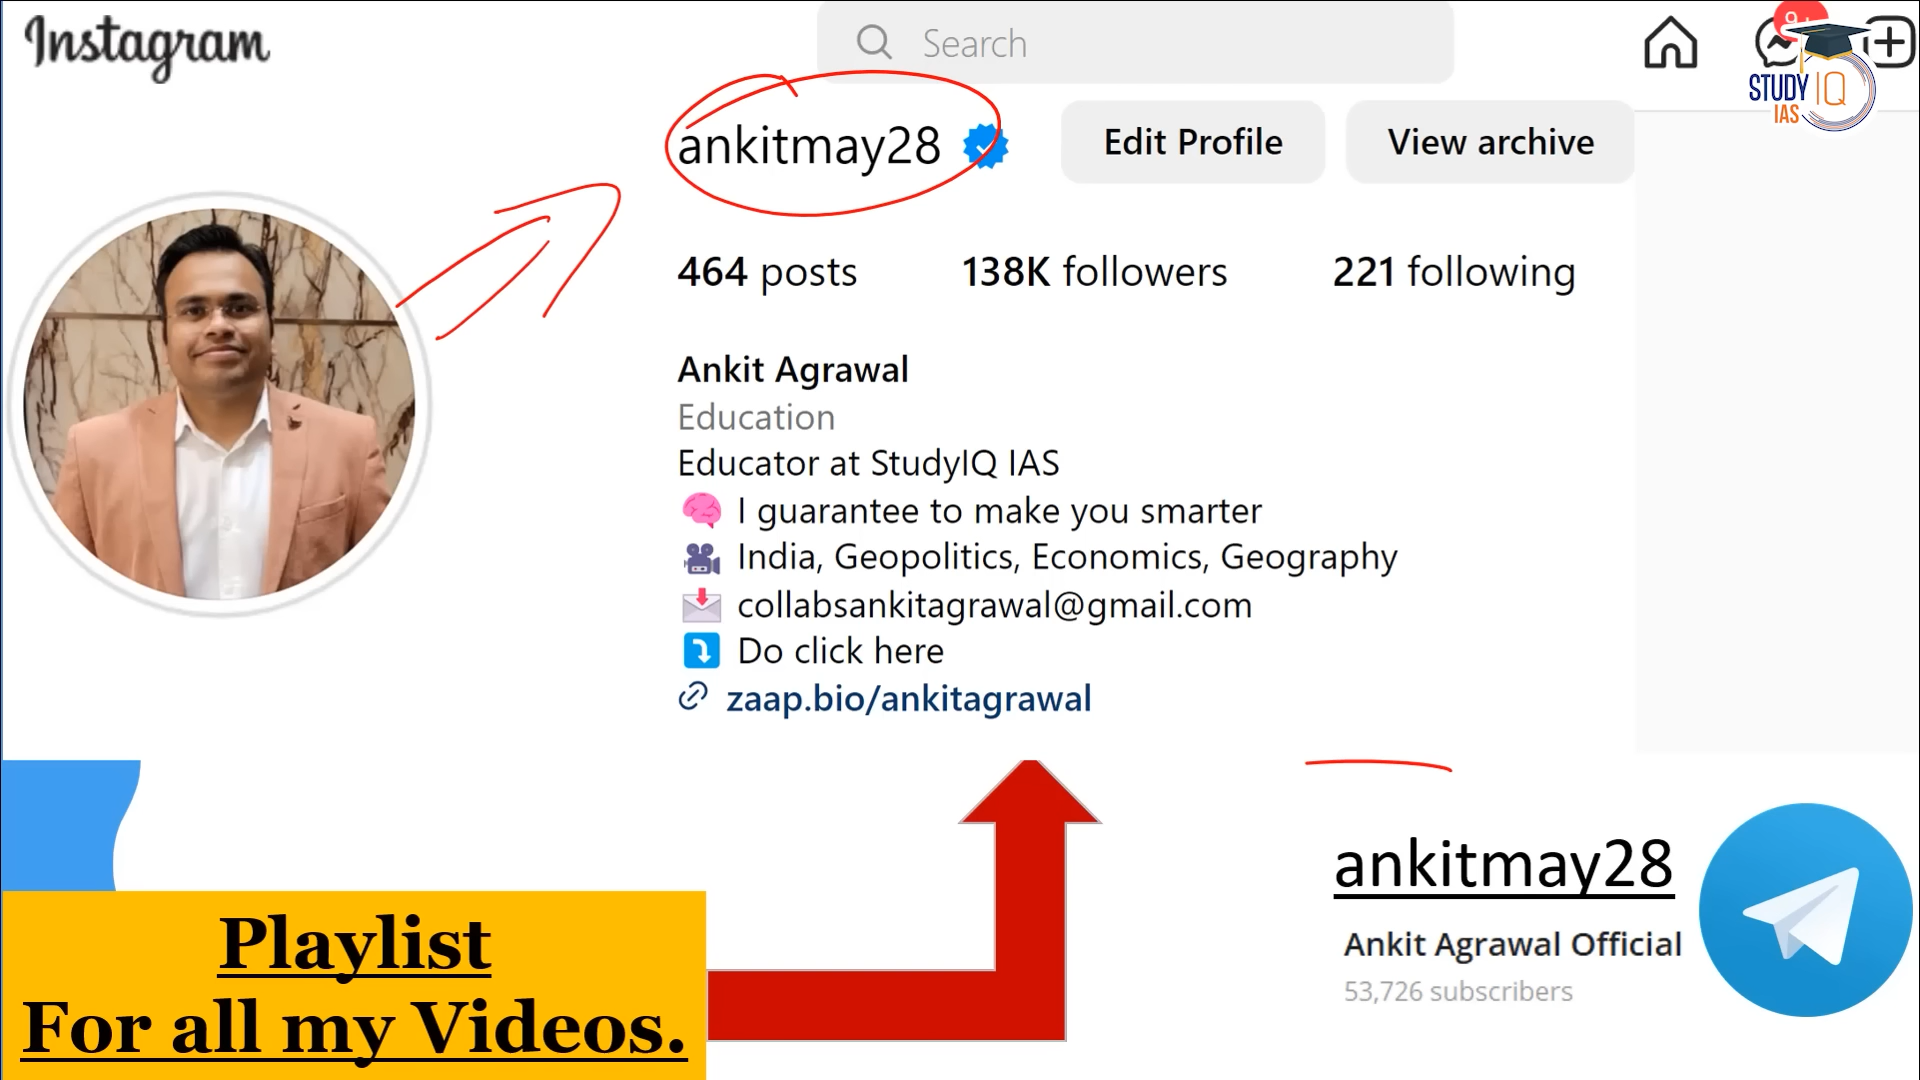 Instagram
Search
9+
STUDY IQ
IAS
ankitmay28
Edit Profile
View archive
464 posts
138K followers
221 following
Ankit Agrawal
Education
Educator at StudyIQ IAS
I guarantee to make you smarter
India, Geopolitics, Economics, Geography
collabsankitagrawal@gmail.com
Do click here
zaap.bio/ankitagrawal
ankitmay28
Ankit Agrawal Official
53,726 subscribers
Playlist
For all my Videos.